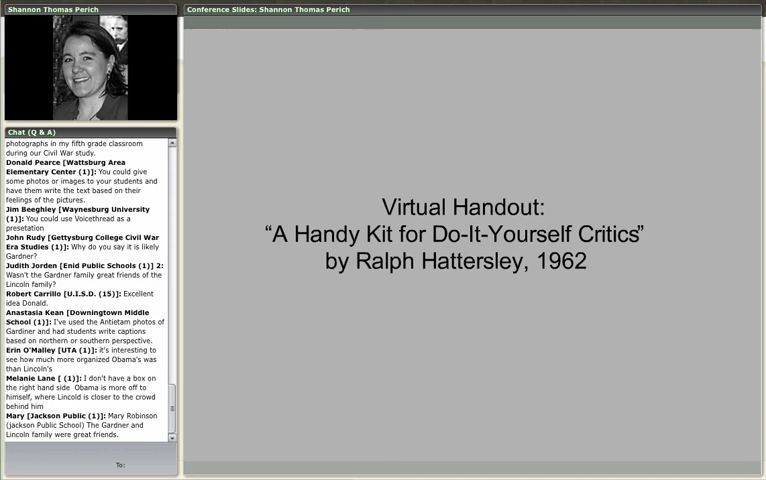 Shannon Thomas Perich
Chat (Q & A)
photographs in my fifth grade classroom
during our Civil War study.
Donald Pearce [Wattsburg Area
Elementary Center (1)]: You could give
some photos or images to your students and
have them write the text based on their
feelings of the pictures.
Jim Beeghley [Waynesburg University
(1)]: You could use Voicethread as a
presetation
John Rudy [Gettysburg College Civil War
Era Studies (1)]: Why do you say it is likely
Gardner?
Judith Jorden [Enid Public Schools (1)] 2:
Wasn't the Gardner family great friends of the
Lincoln family?
Robert Carrillo [U.I.S.D. (15)]: Excellent
idea Donald.
Anastasia Kean [Downingtown Middle
School (1)]: I've used the Antietam photos of
Gardiner and had students write captions
based on northern or southern perspective.
Erin O'Malley [UTA (1)]: it's interesting to
see how much more organized Obama's was
than Lincoln's
Melanie Lane [ (1)]: I don't have a box on
the right hand side Obama is more off to
himself, where Lincold is closer to the crowd
behind him
Mary [Jackson Public (1)]: Mary Robinson
(jackson Public School) The Gardner and
Lincoln family were great friends.
To:
Conference Slides: Shannon Thomas Perich
Virtual Handout:
“A Handy Kit for Do-It-Yourself Critics”
by Ralph Hattersley, 1962